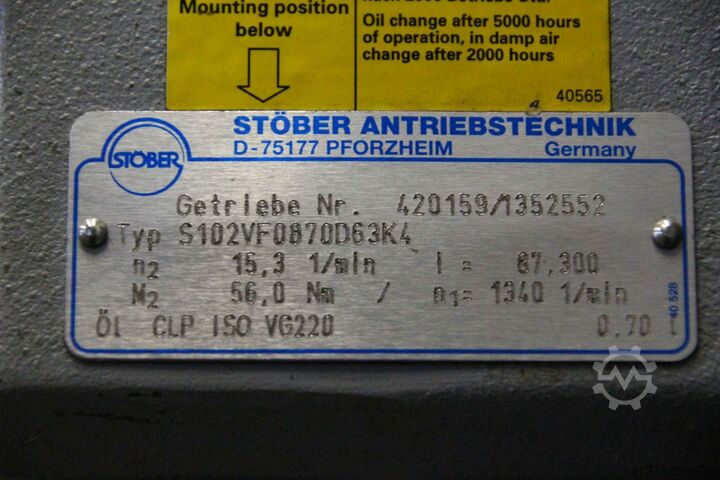 Mounting position
below
Oil change after 5000 hours
of operation, in damp air
change after 2000 hours
40565
STÖBER
STÖBER ANTRIEBSTECHNIK
D-75177 PFORZHEIM Germany
Getriebe Nr. 420159/1352552
Typ S102VF0870D63K4
n2 15,3 1/min i = 87,300
M2 56,0 Nm / n1= 1340 1/min
Öl CLP ISO VG220 0,70 l
40 528